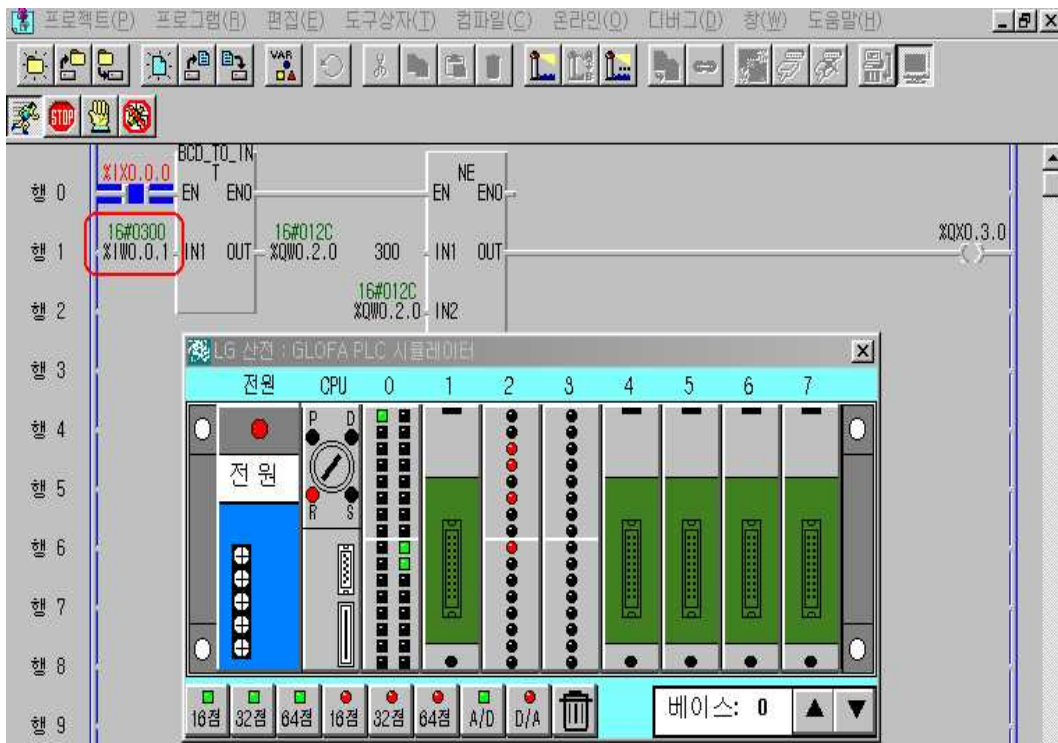 프로젝트(P) 프로그램(R) 편집(E) 도구상자(T) 컴파일(C) 온라인(O) 디버그(D) 창(W) 도움말(H)
VAR
STOP
BCD_TO_IN
T
NE
%IX0.0.0
행 0
EN ENO
EN ENO
16#0300
16#012C
%QX0.3.0
행 1
%IW0.0.1
IN1 OUT
%QW0.2.0
300
IN1 OUT
16#012C
행 2
%QW0.2.0
IN2
LG 산전 : GLOFA PLC 시뮬레이터
행 3
전원 CPU 0 1 2 3 4 5 6 7
행 4
P D
전 원
행 5
R S
행 6
행 7
행 8
16점 32점 64점 16점 32점 64점 A/D D/A
베이스: 0
행 9